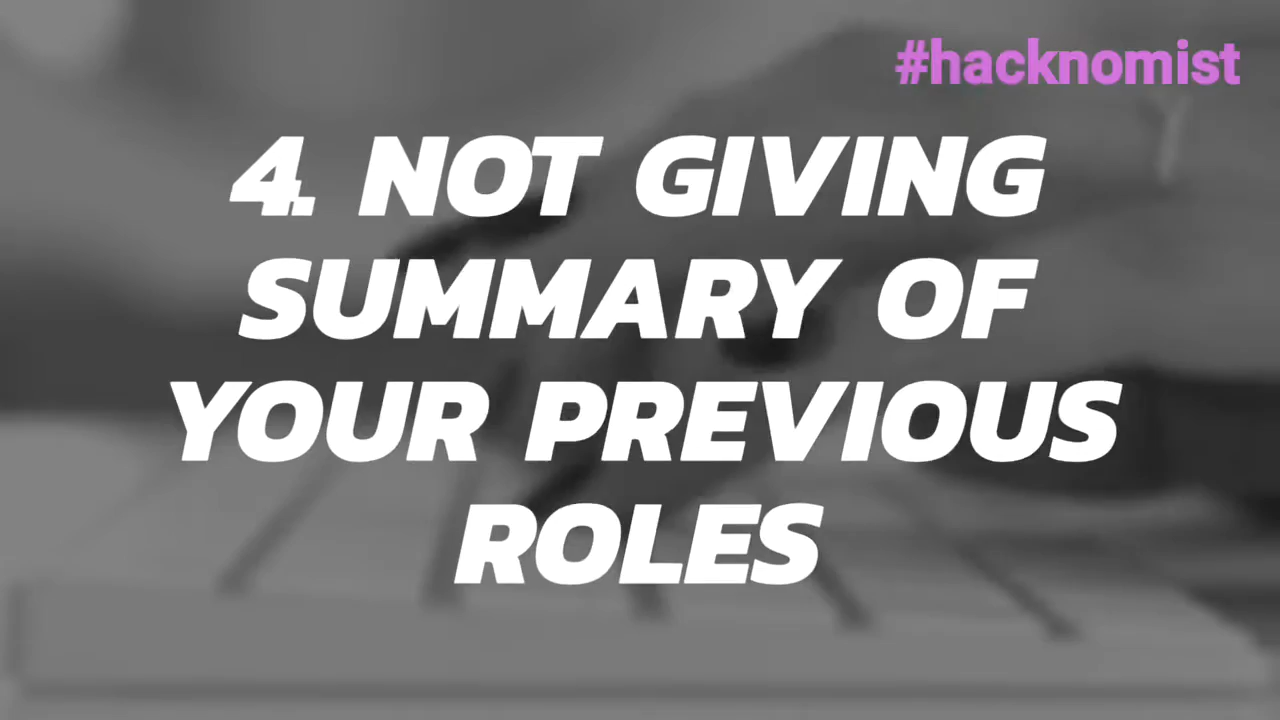 #hacknomist
4. NOT GIVING
SUMMARY OF
YOUR PREVIOUS
ROLES